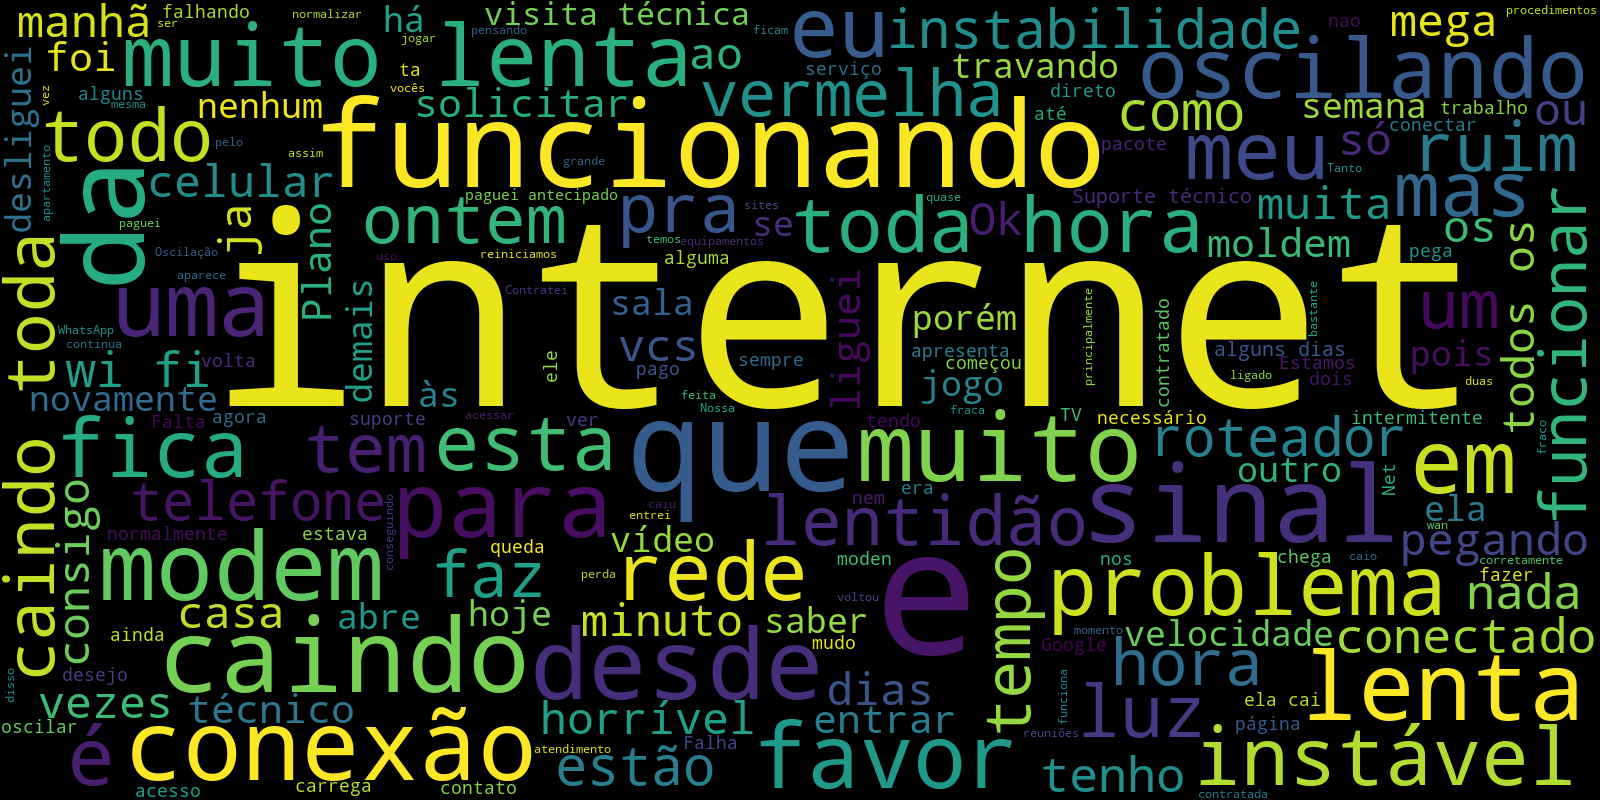 manhã falhando normalizar há visita técnica eu instabilidade nao mega procedimentos
ser jogar pensando ficam
foi muito lenta ao serviço travando oscilando
desliguei alguns ta vocês vermelha direto semana trabalho ou
vez mesma nenhum solicitar até como conectar
todo pelo funcionando pacote meu só ruim
apartamento assim grande Tanto
da celular paguei antecipado pra quase Suporte técnico muita mas
paguei ja Plano ontem sites se toda Ok hora os
Oscilação temos equipamentos moldem pega todos os funcionar
toda aparece uso reiniciamos alguma
uma internet Contratei sala liguei porém principalmente contratado bastante um
WhatsApp demais vcs apresenta alguns dias pois
continua wi fi volta ele pago sempre começou jogo Estamos dois
novamente às feita Nossa ligado duas
Falta agora suporte acessar ver fraca tendo TV necessário intermitente
caindo fica tem esta que muito roteador em fraco
consigo outro Net
telefone para nem era lentidão sinal ela
conseguindo caiu entrei wan pegando
normalmente estava queda vídeo moden nos chega caio corretamente
modem faz perda rede e tempo problema fazer nada
casa abre hoje minuto saber voltou
ainda mudo momento velocidade conectado
caindo desde Google hora
disso desejo dias funciona lenta
vezes técnico horrível entrar luz ela cai
oscilar reuniões página
é conexão atendimento Falha favor instável
estão tenho
acesso carrega contato contratada